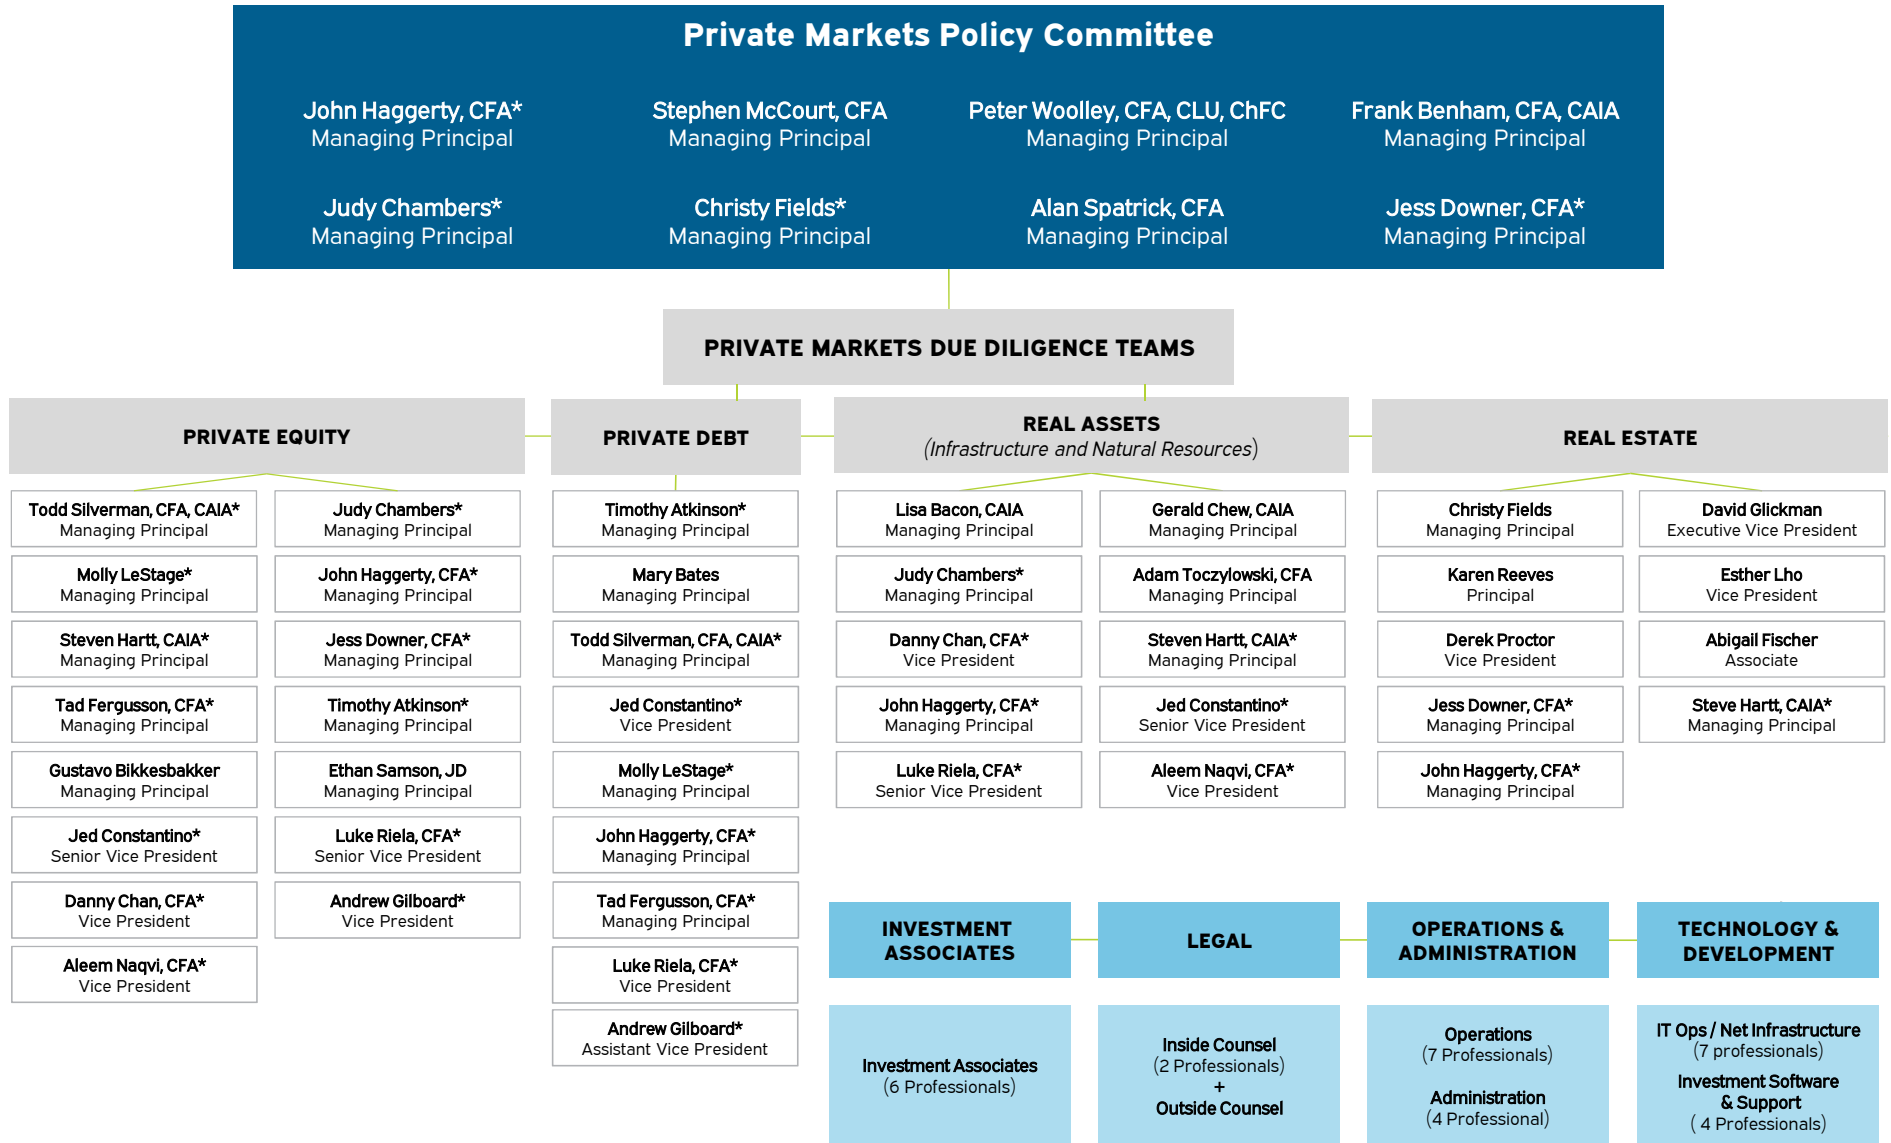 Private Markets Policy Committee
John Haggerty, CFA*
Managing Principal
Stephen McCourt, CFA
Managing Principal
Peter Woolley, CFA, CLU, ChFC
Managing Principal
Frank Benham, CFA, CAIA
Managing Principal
Judy Chambers*
Managing Principal
Christy Fields*
Managing Principal
Alan Spatrick, CFA
Managing Principal
Jess Downer, CFA*
Managing Principal
PRIVATE MARKETS DUE DILIGENCE TEAMS
PRIVATE EQUITY
Todd Silverman, CFA, CAIA*
Managing Principal
Molly LeStage*
Managing Principal
Steven Hartt, CAIA*
Managing Principal
Tad Fergusson, CFA*
Managing Principal
Gustavo Bikkesbakker
Managing Principal
Jed Constantino*
Senior Vice President
Danny Chan, CFA*
Vice President
Aleem Naqvi, CFA*
Vice President
Judy Chambers*
Managing Principal
John Haggerty, CFA*
Managing Principal
Jess Downer, CFA*
Managing Principal
Timothy Atkinson*
Managing Principal
Ethan Samson, JD
Managing Principal
Luke Riela, CFA*
Senior Vice President
Andrew Gilboard*
Vice President
PRIVATE DEBT
Timothy Atkinson*
Managing Principal
Mary Bates
Managing Principal
Todd Silverman, CFA, CAIA*
Managing Principal
Jed Constantino*
Vice President
Molly LeStage*
Managing Principal
John Haggerty, CFA*
Managing Principal
Tad Fergusson, CFA*
Managing Principal
Luke Riela, CFA*
Vice President
Andrew Gilboard*
Assistant Vice President
REAL ASSETS
(Infrastructure and Natural Resources)
Lisa Bacon, CAIA
Managing Principal
Judy Chambers*
Managing Principal
Danny Chan, CFA*
Vice President
John Haggerty, CFA*
Managing Principal
Luke Riela, CFA*
Senior Vice President
Gerald Chew, CAIA
Managing Principal
Adam Toczylowski, CFA
Managing Principal
Steven Hartt, CAIA*
Managing Principal
Jed Constantino*
Senior Vice President
Aleem Naqvi, CFA*
Vice President
REAL ESTATE
Christy Fields
Managing Principal
Karen Reeves
Principal
Derek Proctor
Vice President
Jess Downer, CFA*
Managing Principal
John Haggerty, CFA*
Managing Principal
David Glickman
Executive Vice President
Esther Lho
Vice President
Abigail Fischer
Associate
Steve Hartt, CAIA*
Managing Principal
INVESTMENT
ASSOCIATES
Investment Associates
(6 Professionals)
LEGAL
Inside Counsel
(2 Professionals)
+
Outside Counsel
OPERATIONS &
ADMINISTRATION
Operations
(7 Professionals)
Administration
(4 Professional)
TECHNOLOGY &
DEVELOPMENT
IT Ops / Net Infrastructure
(7 professionals)
Investment Software
& Support
( 4 Professionals)